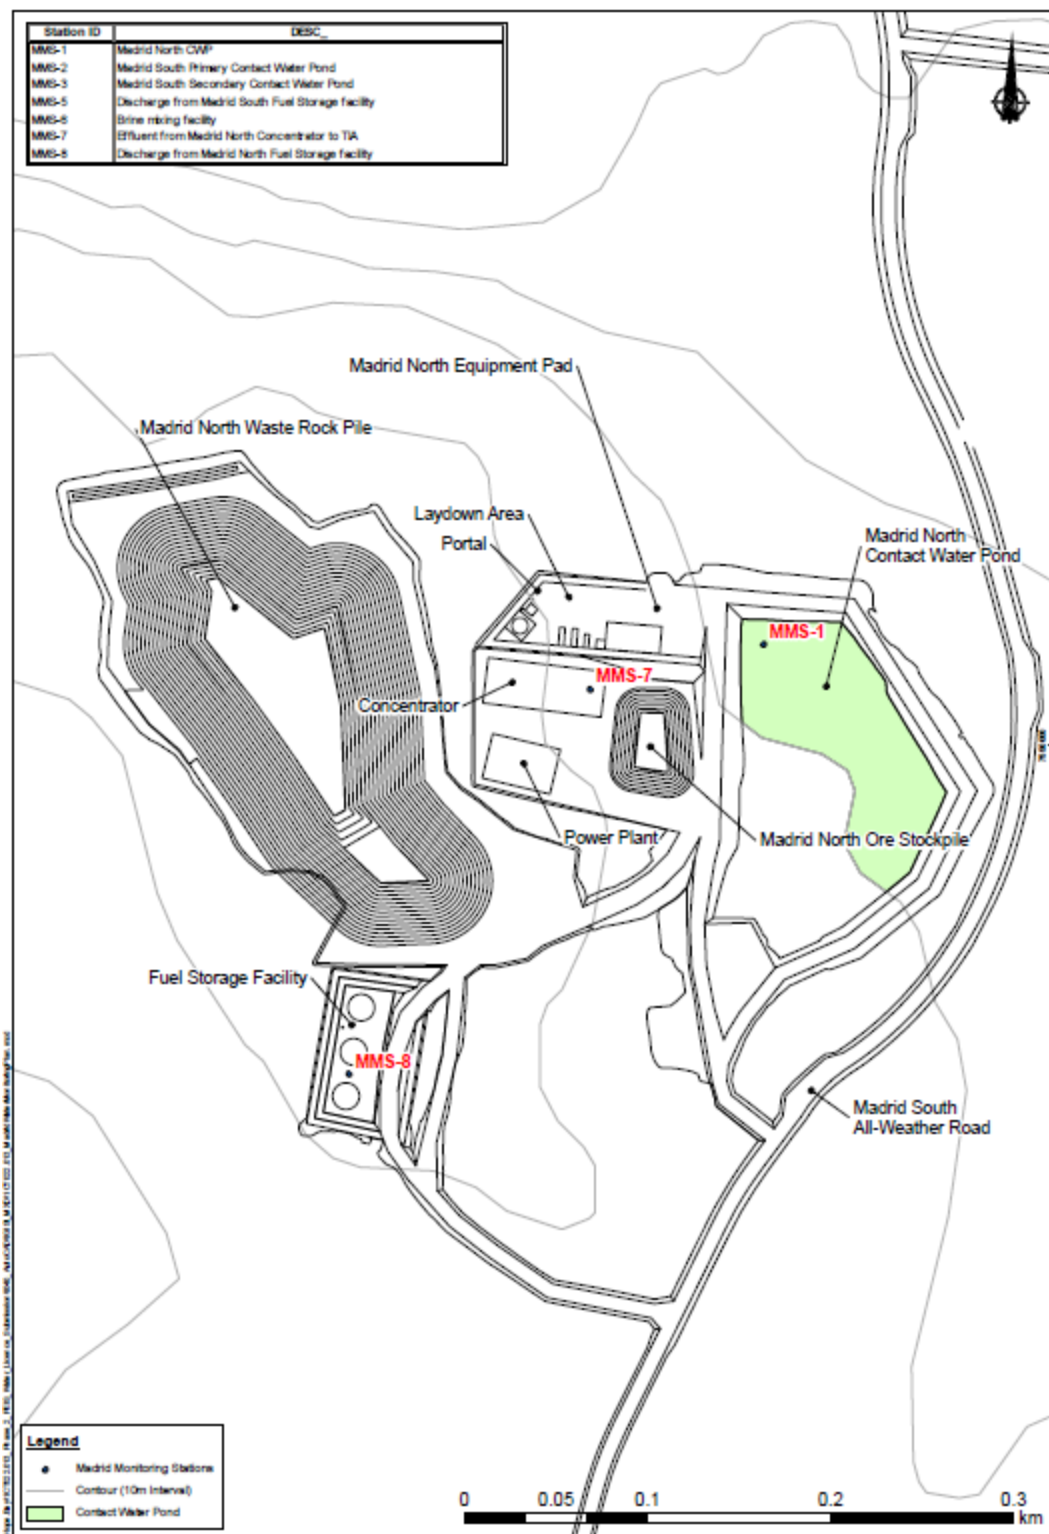 Station ID DESC_
MMS-1 Madrid North CWP
MMS-2 Madrid South Primary Contact Water Pond
MMS-3 Madrid South Secondary Contact Water Pond
MMS-5 Discharge from Madrid South Fuel Storage facility
MMS-6 Brine mixing facility
MMS-7 Effluent from Madrid North Concentrator to TIA
MMS-8 Discharge from Madrid North Fuel Storage facility
Madrid North Equipment Pad
Madrid North Waste Rock Pile
Laydown Area
Portal
Madrid North
Contact Water Pond
MMS-1
MMS-7
Concentrator
Power Plant
Madrid North Ore Stockpile
Fuel Storage Facility
MMS-8
Madrid South
All-Weather Road
Legend
Madrid Monitoring Stations
Contour (10m Interval)
Contact Water Pond
0 0.05 0.1 0.2 0.3
km